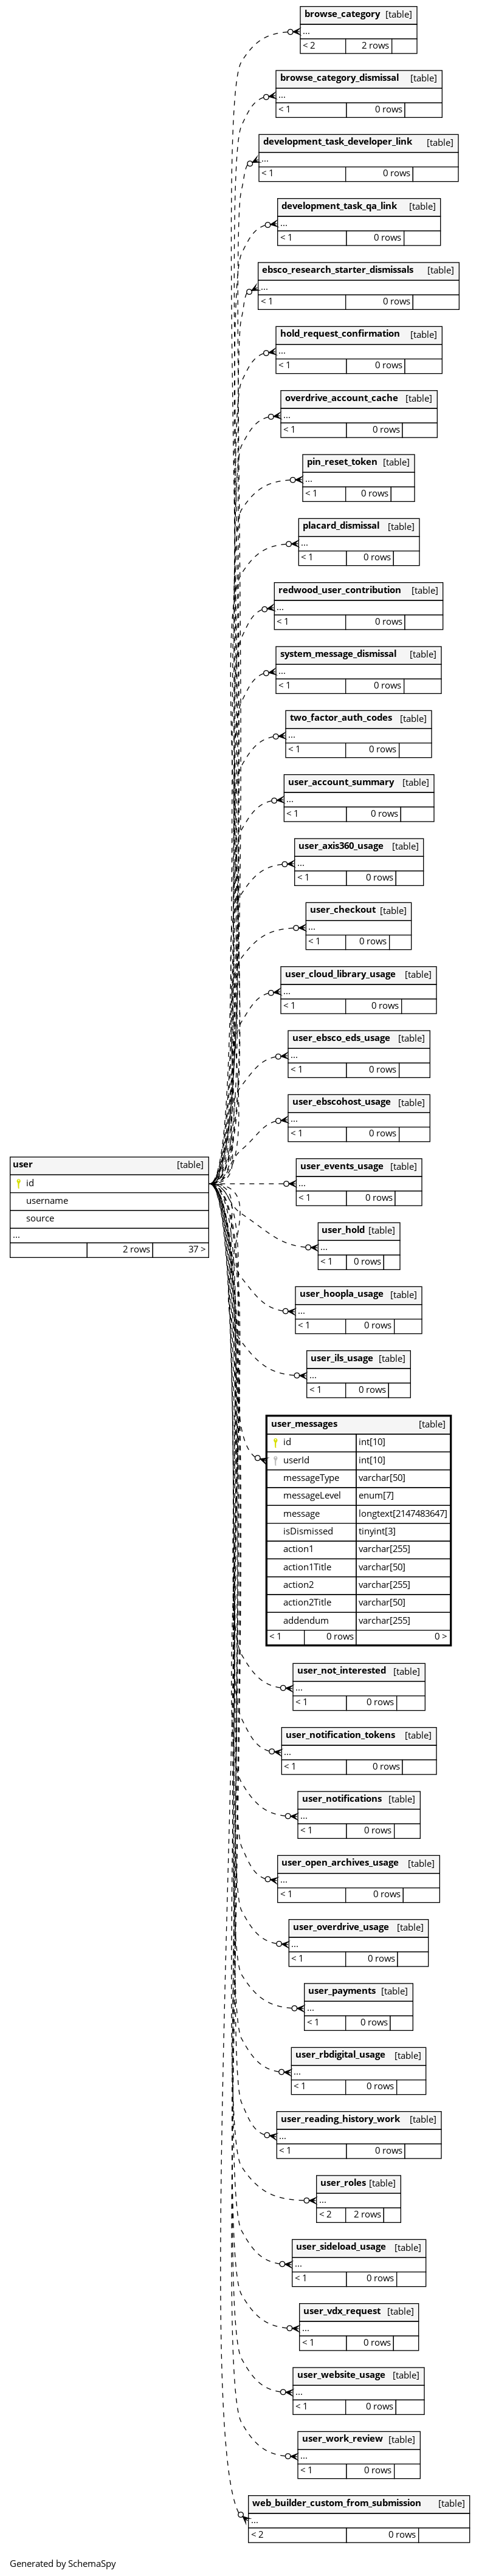 browse_category [table]
...
< 2 2 rows
browse_category_dismissal [table]
...
< 1 0 rows
development_task_developer_link [table]
...
< 1 0 rows
development_task_qa_link [table]
...
< 1 0 rows
ebsco_research_starter_dismissals [table]
...
< 1 0 rows
hold_request_confirmation [table]
...
< 1 0 rows
overdrive_account_cache [table]
...
< 1 0 rows
pin_reset_token [table]
...
< 1 0 rows
placard_dismissal [table]
...
< 1 0 rows
redwood_user_contribution [table]
...
< 1 0 rows
system_message_dismissal [table]
...
< 1 0 rows
two_factor_auth_codes [table]
...
< 1 0 rows
user_account_summary [table]
...
< 1 0 rows
user_axis360_usage [table]
...
< 1 0 rows
user_checkout [table]
...
< 1 0 rows
user_cloud_library_usage [table]
...
< 1 0 rows
user_ebsco_eds_usage [table]
...
< 1 0 rows
user_ebscohost_usage [table]
...
< 1 0 rows
user [table]
id
username
source
...
2 rows 37 >
user_events_usage [table]
...
< 1 0 rows
user_hold [table]
...
< 1 0 rows
user_hoopla_usage [table]
...
< 1 0 rows
user_ils_usage [table]
...
< 1 0 rows
user_messages [table]
id int[10]
userId int[10]
messageType varchar[50]
messageLevel enum[7]
message longtext[2147483647]
isDismissed tinyint[3]
action1 varchar[255]
action1Title varchar[50]
action2 varchar[255]
action2Title varchar[50]
addendum varchar[255]
< 1 0 rows 0 >
user_not_interested [table]
...
< 1 0 rows
user_notification_tokens [table]
...
< 1 0 rows
user_notifications [table]
...
< 1 0 rows
user_open_archives_usage [table]
...
< 1 0 rows
user_overdrive_usage [table]
...
< 1 0 rows
user_payments [table]
...
< 1 0 rows
user_rbdigital_usage [table]
...
< 1 0 rows
user_reading_history_work [table]
...
< 1 0 rows
user_roles [table]
...
< 2 2 rows
user_sideload_usage [table]
...
< 1 0 rows
user_vdx_request [table]
...
< 1 0 rows
user_website_usage [table]
...
< 1 0 rows
user_work_review [table]
...
< 1 0 rows
web_builder_custom_from_submission [table]
...
< 2 0 rows
Generated by SchemaSpy